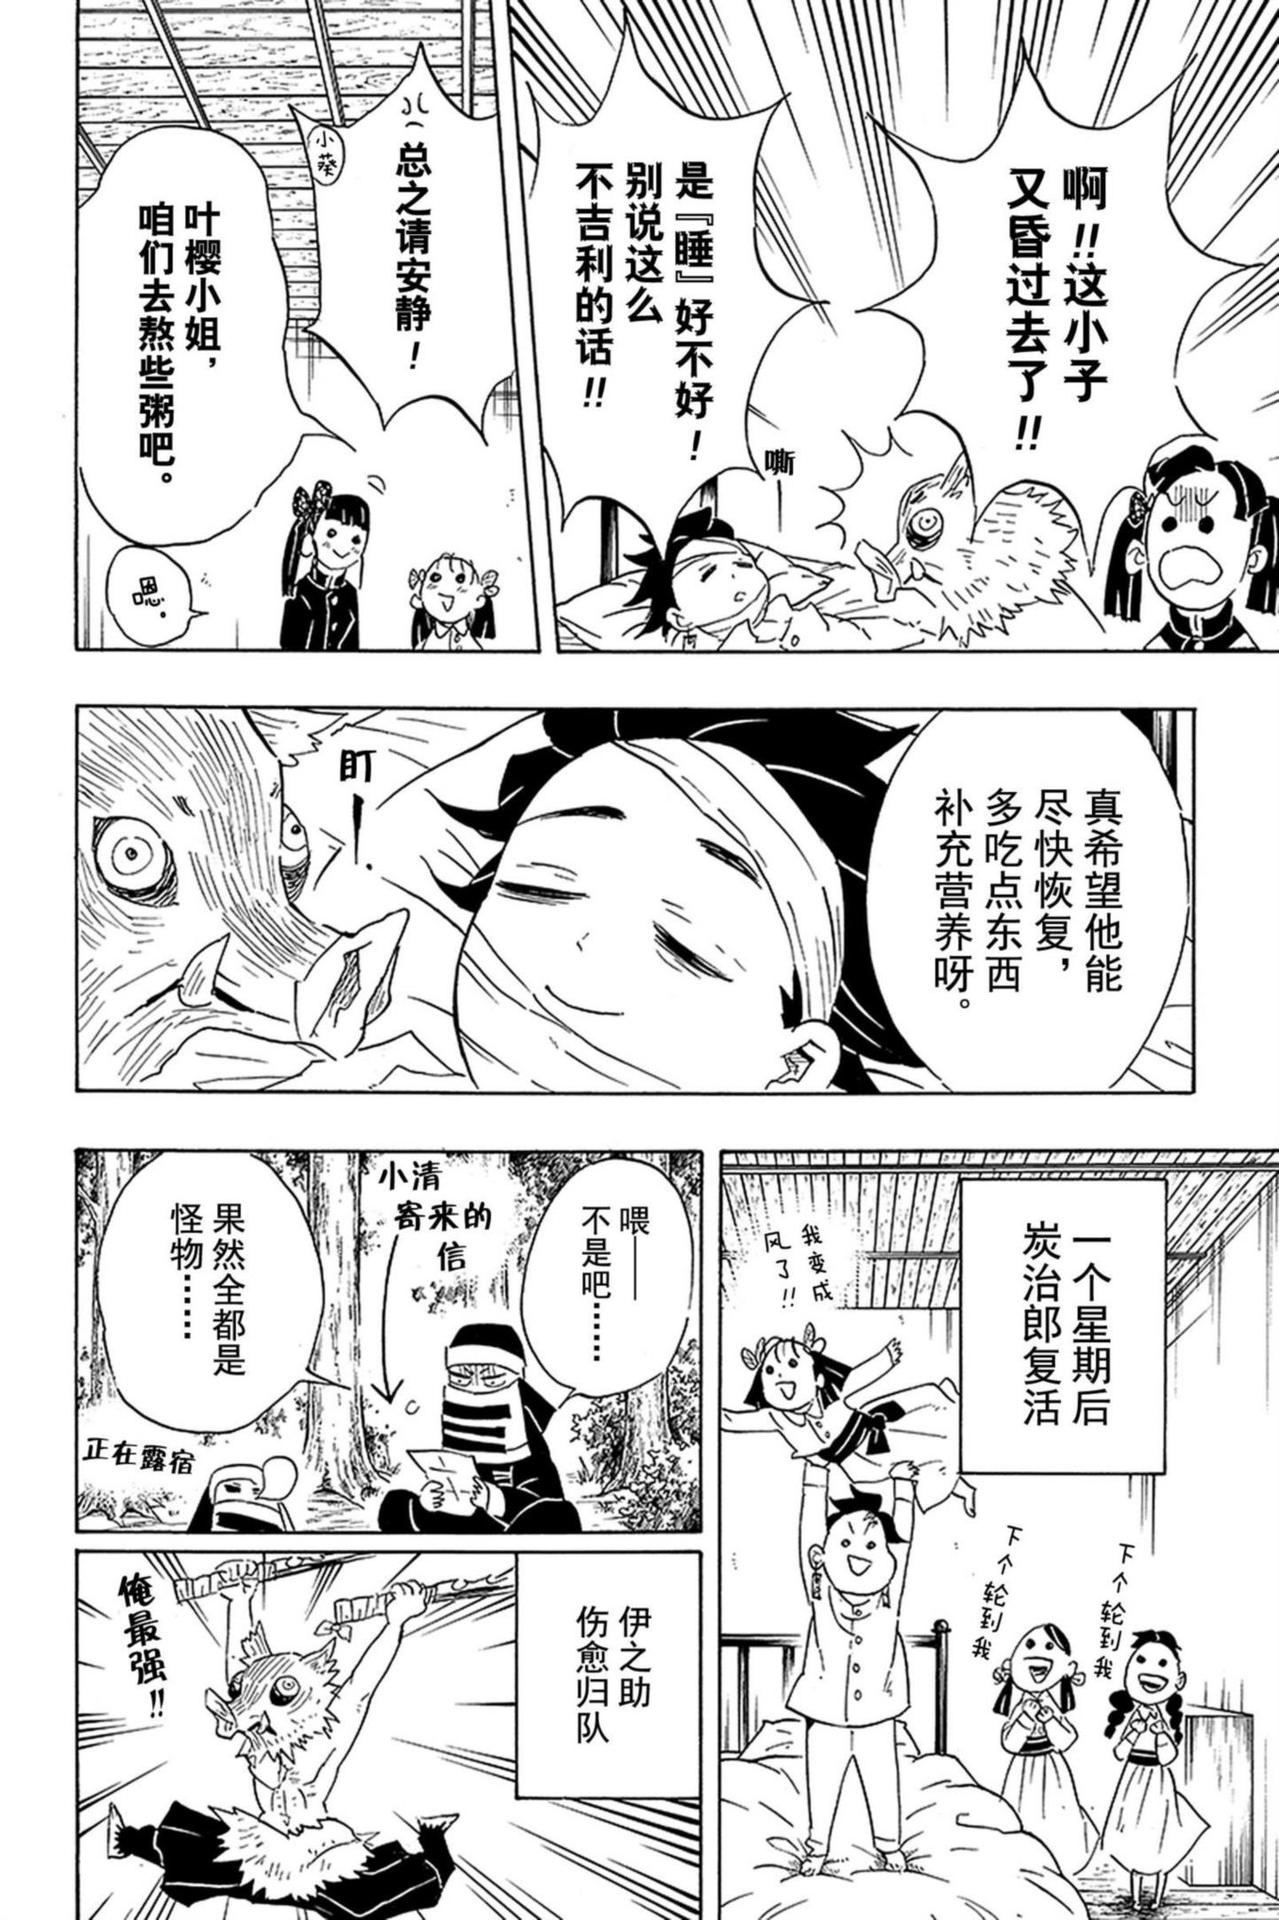 啊!!这小子
又昏过去了!!
是『睡』好不好！
别说这么
不吉利的话!!
嘶
总之请安静！
小葵
叶樱小姐，
咱们去熬些粥吧。
嗯。
真希望他能
尽快恢复，
多吃点东西
补充营养呀。
盯
一个星期后
炭治郎复活
我变成
风了!!
下个轮到我
下个轮到我
喂——
不是吧……
小清
寄来的
信
果然全都是
怪物……
正在露宿
伊之助
伤愈归队
俺最强!!